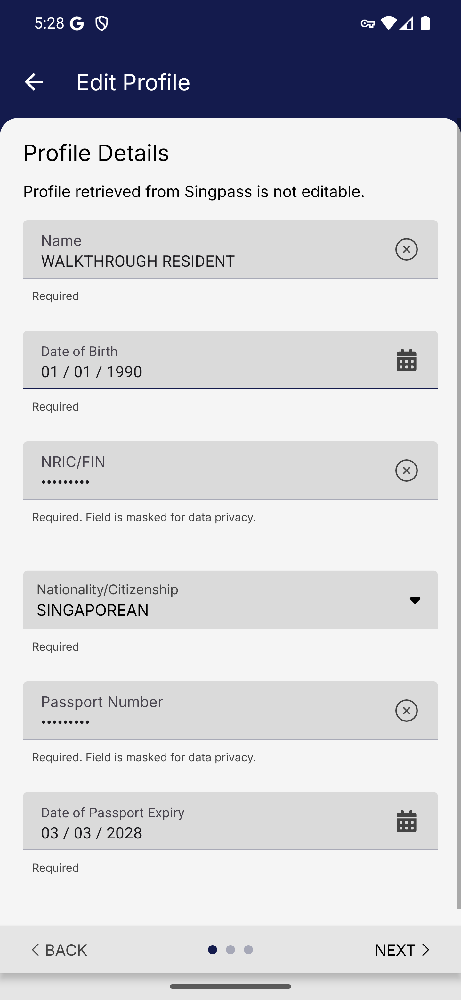 5:28
Edit Profile
Profile Details
Profile retrieved from Singpass is not editable.
Name
WALKTHROUGH RESIDENT
Required
Date of Birth
01 / 01 / 1990
Required
NRIC/FIN
•••••••••
Required. Field is masked for data privacy.
Nationality/Citizenship
SINGAPOREAN
Required
Passport Number
•••••••••
Required. Field is masked for data privacy.
Date of Passport Expiry
03 / 03 / 2028
Required
BACK
NEXT